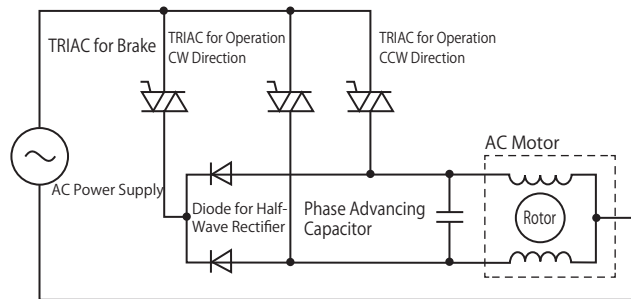 TRIAC for Brake
TRIAC for Operation
CW Direction
TRIAC for Operation
CCW Direction
AC Motor
AC Power Supply
Diode for Half-
Wave Rectifier
Phase Advancing
Capacitor
Rotor